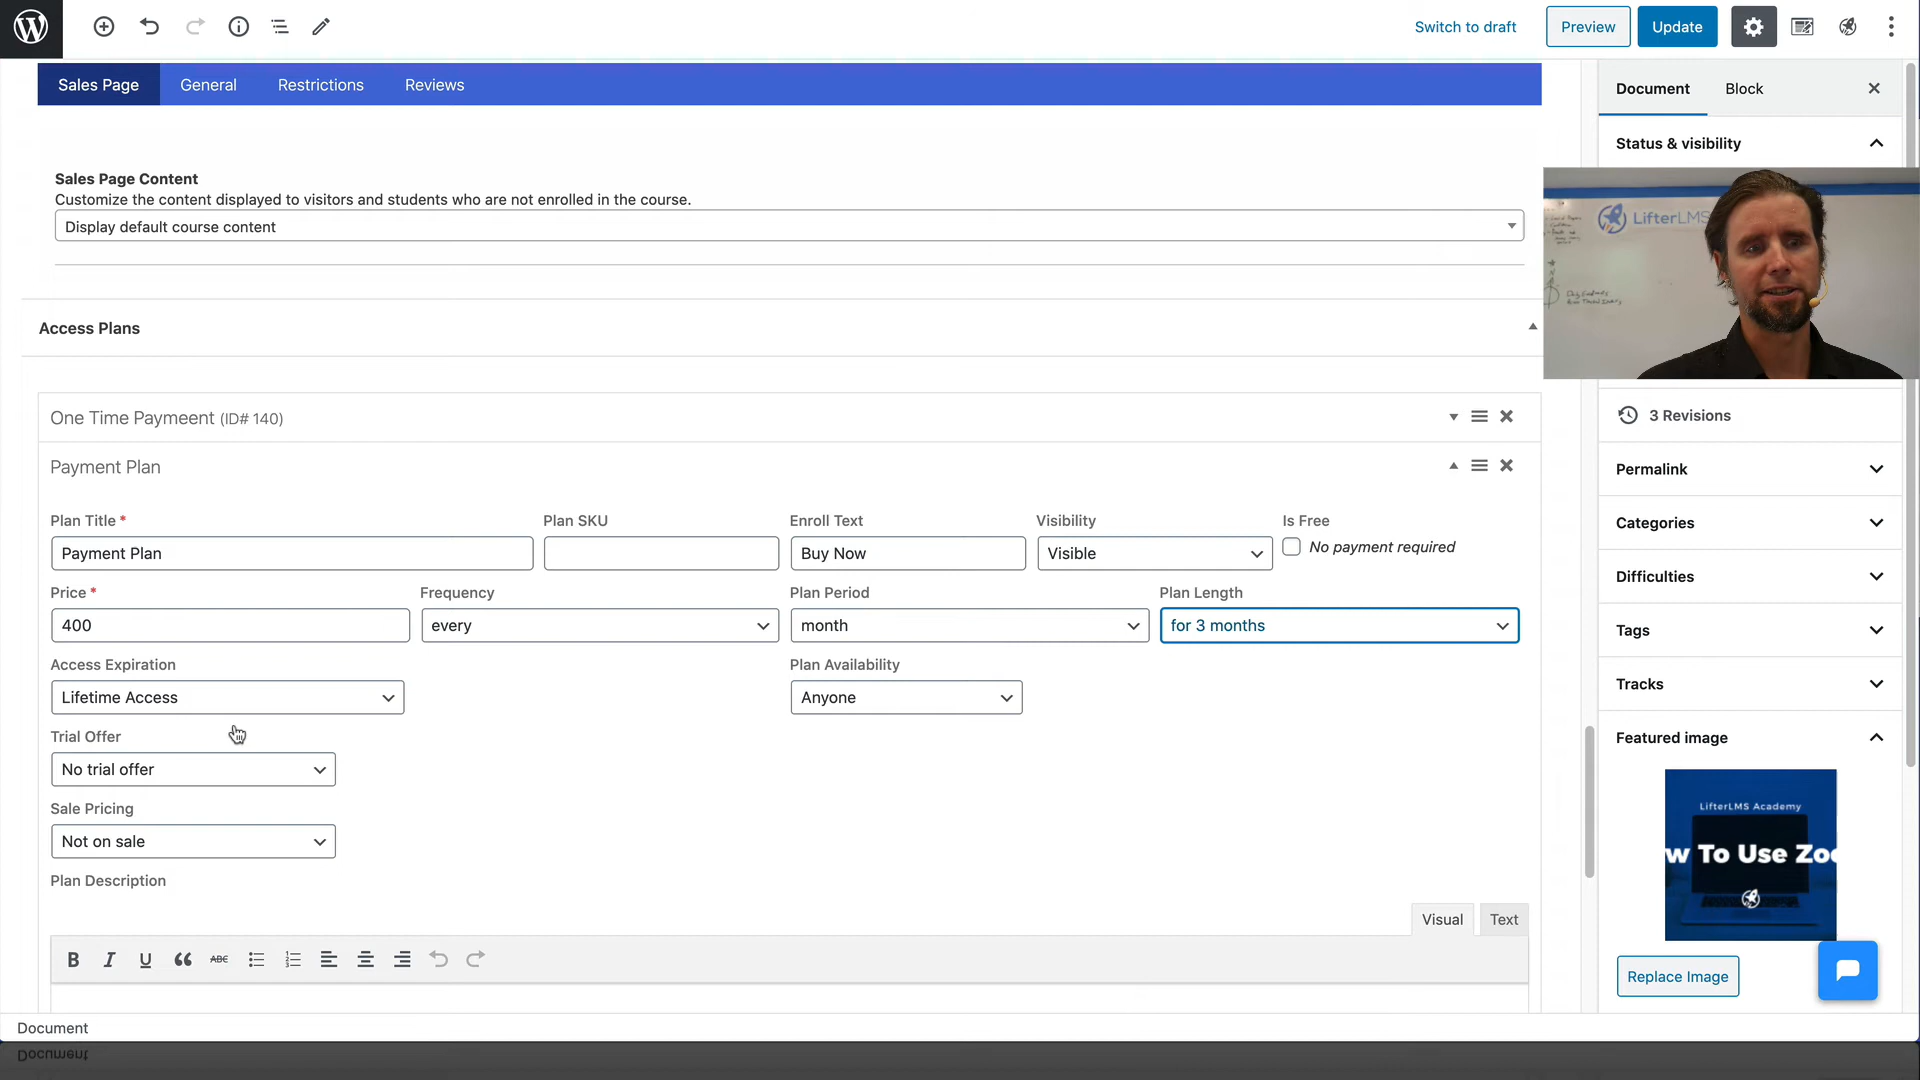 Switch to draft
Preview
Update
Sales Page
General
Restrictions
Reviews
Document
Block
Status & visibility
Sales Page Content
Customize the content displayed to visitors and students who are not enrolled in the course.
Display default course content
LifterLMS
Access Plans
One Time Paymeent (ID# 140)
3 Revisions
Payment Plan
Permalink
Plan Title *
Plan SKU
Enroll Text
Visibility
Is Free
Categories
Payment Plan
Buy Now
Visible
No payment required
Difficulties
Price *
Frequency
Plan Period
Plan Length
400
every
month
for 3 months
Tags
Access Expiration
Plan Availability
Lifetime Access
Anyone
Tracks
Trial Offer
Featured image
No trial offer
Sale Pricing
LifterLMS Academy
Not on sale
w To Use Zoo
Plan Description
Visual
Text
B I U ABC
Replace Image
Document
Document